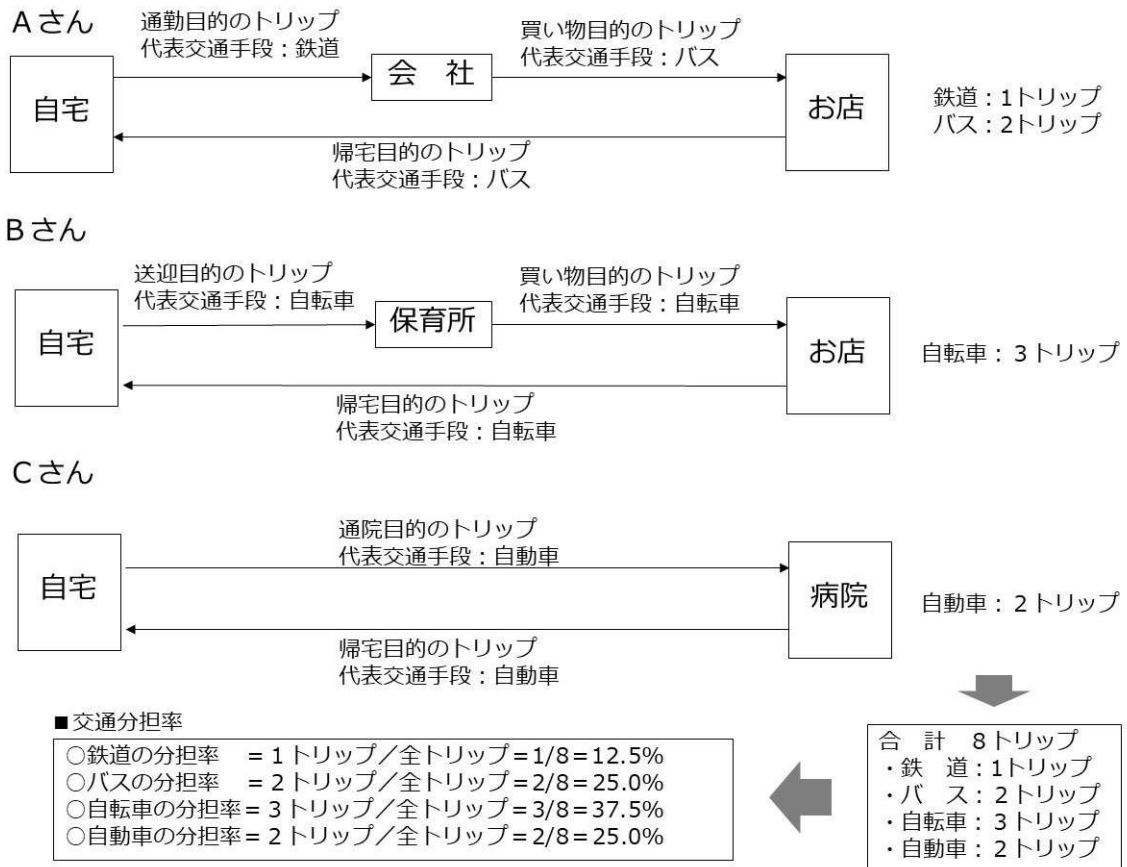 Aさん
通勤目的のトリップ
代表交通手段：鉄道
買い物目的のトリップ
代表交通手段：バス
自宅
会　社
お店
鉄道：1トリップ
バス：2トリップ
帰宅目的のトリップ
代表交通手段：バス
Bさん
送迎目的のトリップ
代表交通手段：自転車
買い物目的のトリップ
代表交通手段：自転車
自宅
保育所
お店
自転車：３トリップ
帰宅目的のトリップ
代表交通手段：自転車
Cさん
通院目的のトリップ
代表交通手段：自動車
自宅
病院
自動車：２トリップ
帰宅目的のトリップ
代表交通手段：自動車
■交通分担率
○鉄道の分担率　＝１トリップ／全トリップ＝1/8＝12.5%
○バスの分担率　＝２トリップ／全トリップ＝2/8＝25.0%
○自転車の分担率＝３トリップ／全トリップ＝3/8＝37.5%
○自動車の分担率＝２トリップ／全トリップ＝2/8＝25.0%
合　計　8トリップ
・鉄　道：1トリップ
・バ　ス：２トリップ
・自転車：３トリップ
・自動車：２トリップ